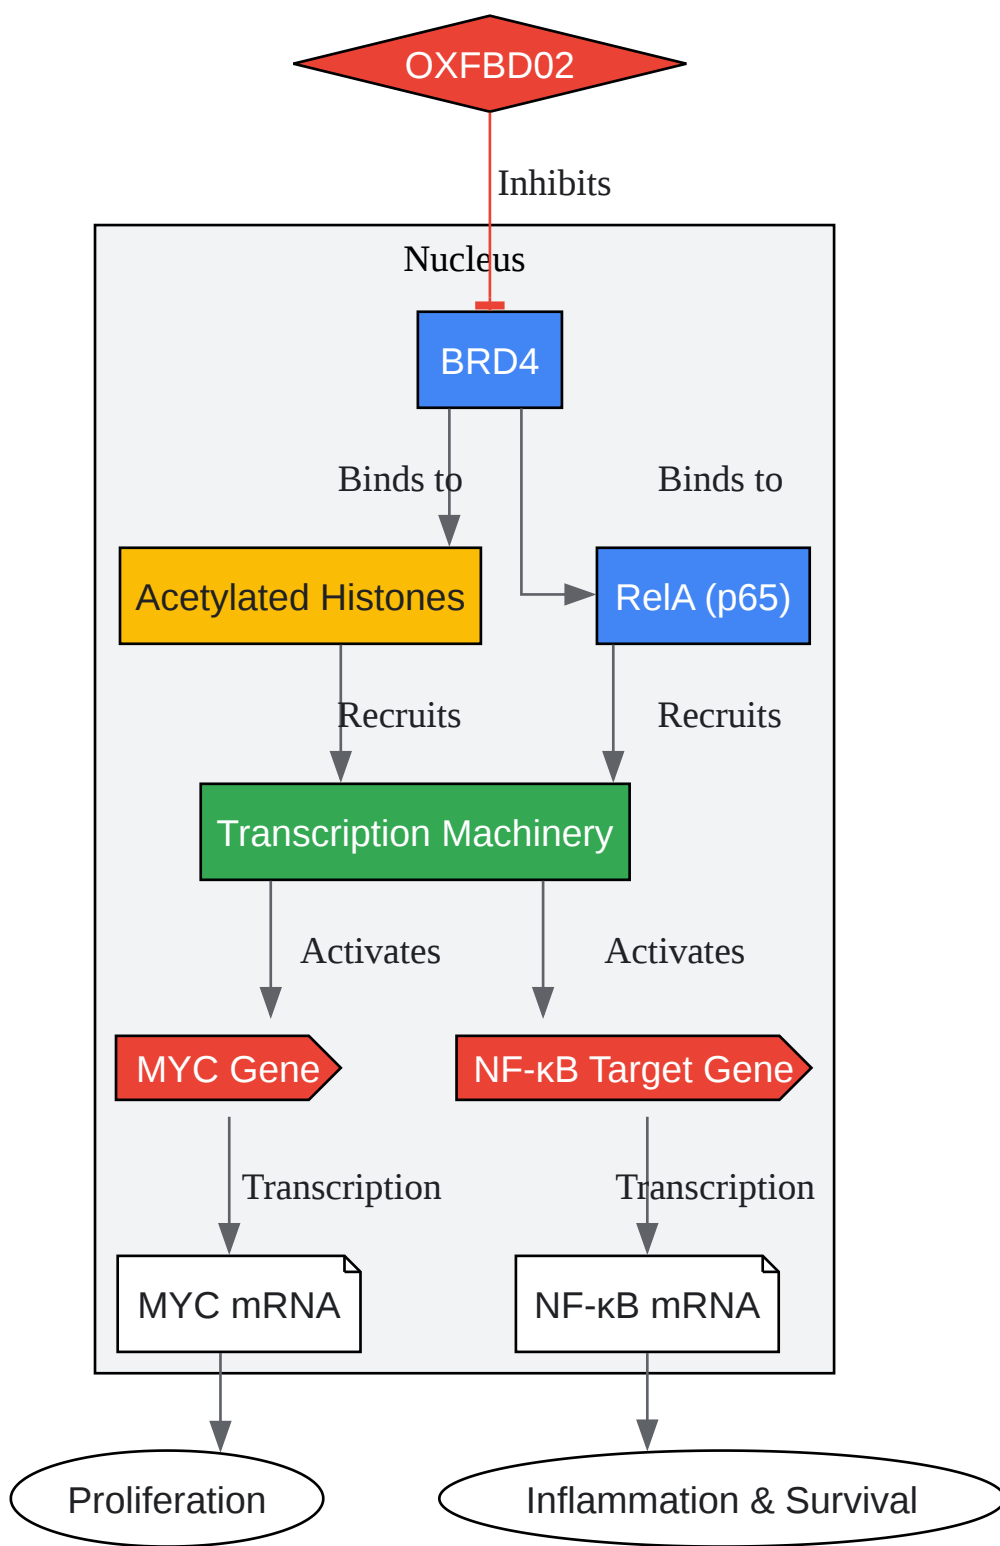 OXFBD02
Inhibits
Nucleus
BRD4
Binds to
Binds to
Acetylated Histones
RelA (p65)
Recruits
Recruits
Transcription Machinery
Activates
Activates
MYC Gene
NF-κB Target Gene
Transcription
Transcription
MYC mRNA
NF-κB mRNA
Proliferation
Inflammation & Survival